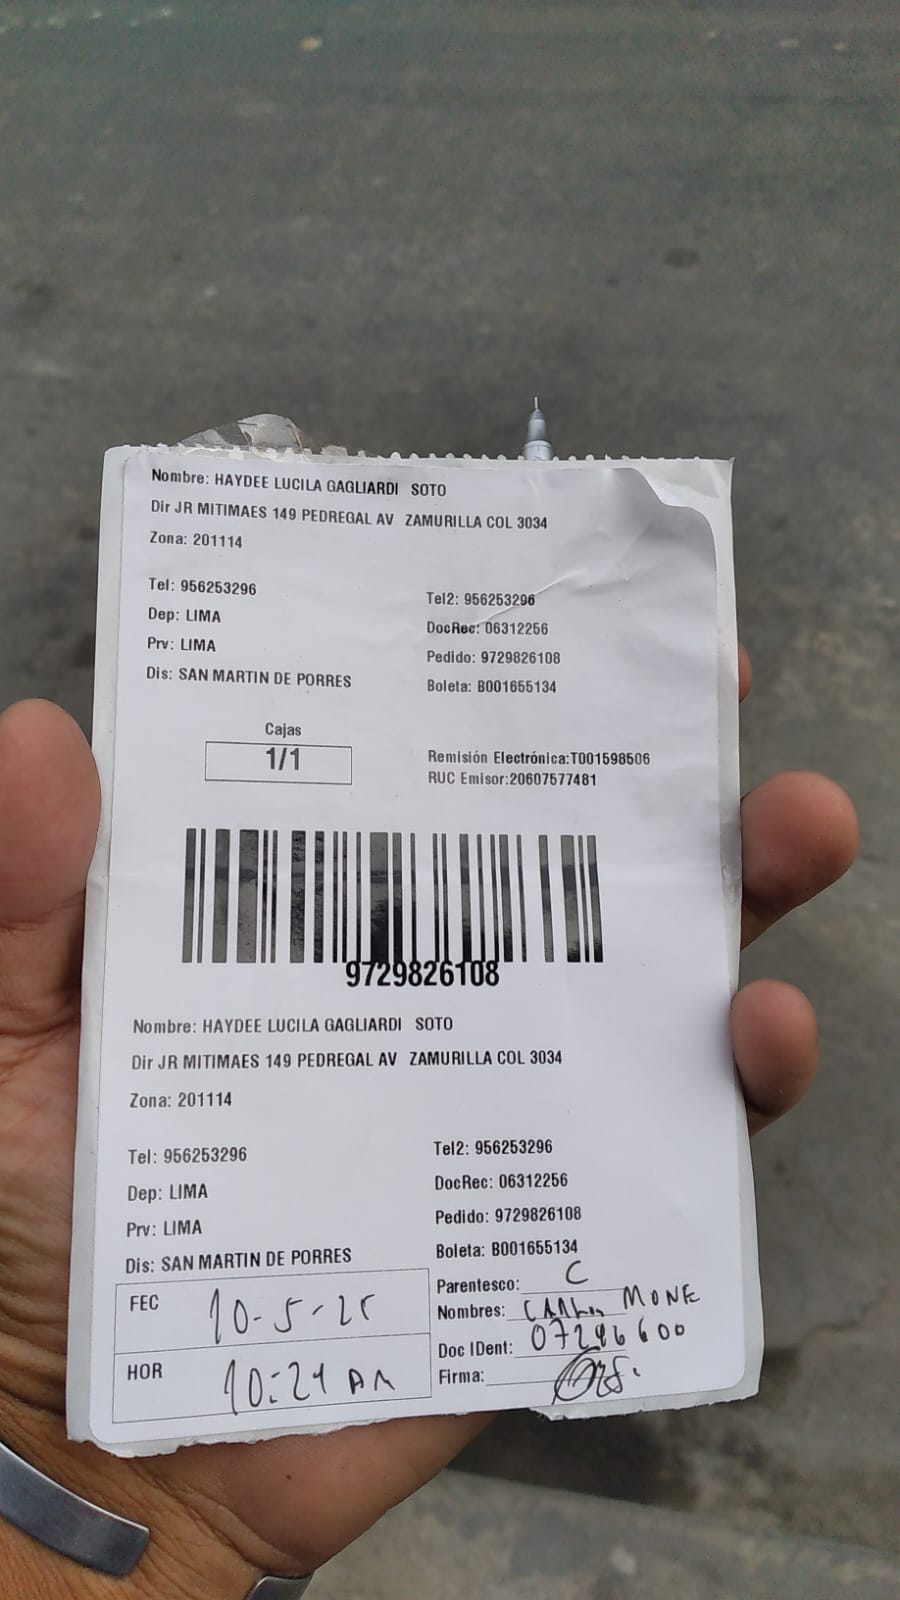 Nombre: HAYDEE LUCILA GAGLIARDI SOTO
Dir JR MITIMAES 149 PEDREGAL AV ZAMURILLA COL 3034
Zona: 201114
Tel: 956253296
Tel2: 956253296
Dep: LIMA
DocRec: 06312256
Prv: LIMA
Pedido: 9729826108
Dis: SAN MARTIN DE PORRES
Boleta: B001655134
Cajas
1/1
Remisión Electrónica:T001598506
RUC Emisor:20607577481
9729826108
Nombre: HAYDEE LUCILA GAGLIARDI SOTO
Dir JR MITIMAES 149 PEDREGAL AV ZAMURILLA COL 3034
Zona: 201114
Tel: 956253296
Tel2: 956253296
Dep: LIMA
DocRec: 06312256
Prv: LIMA
Pedido: 9729826108
Dis: SAN MARTIN DE PORRES
Boleta: B001655134
FEC 10-5-25
HOR 10:24 AM
Parentesco: C
Nombres: MONE
Doc IDent: 07246600
Firma: